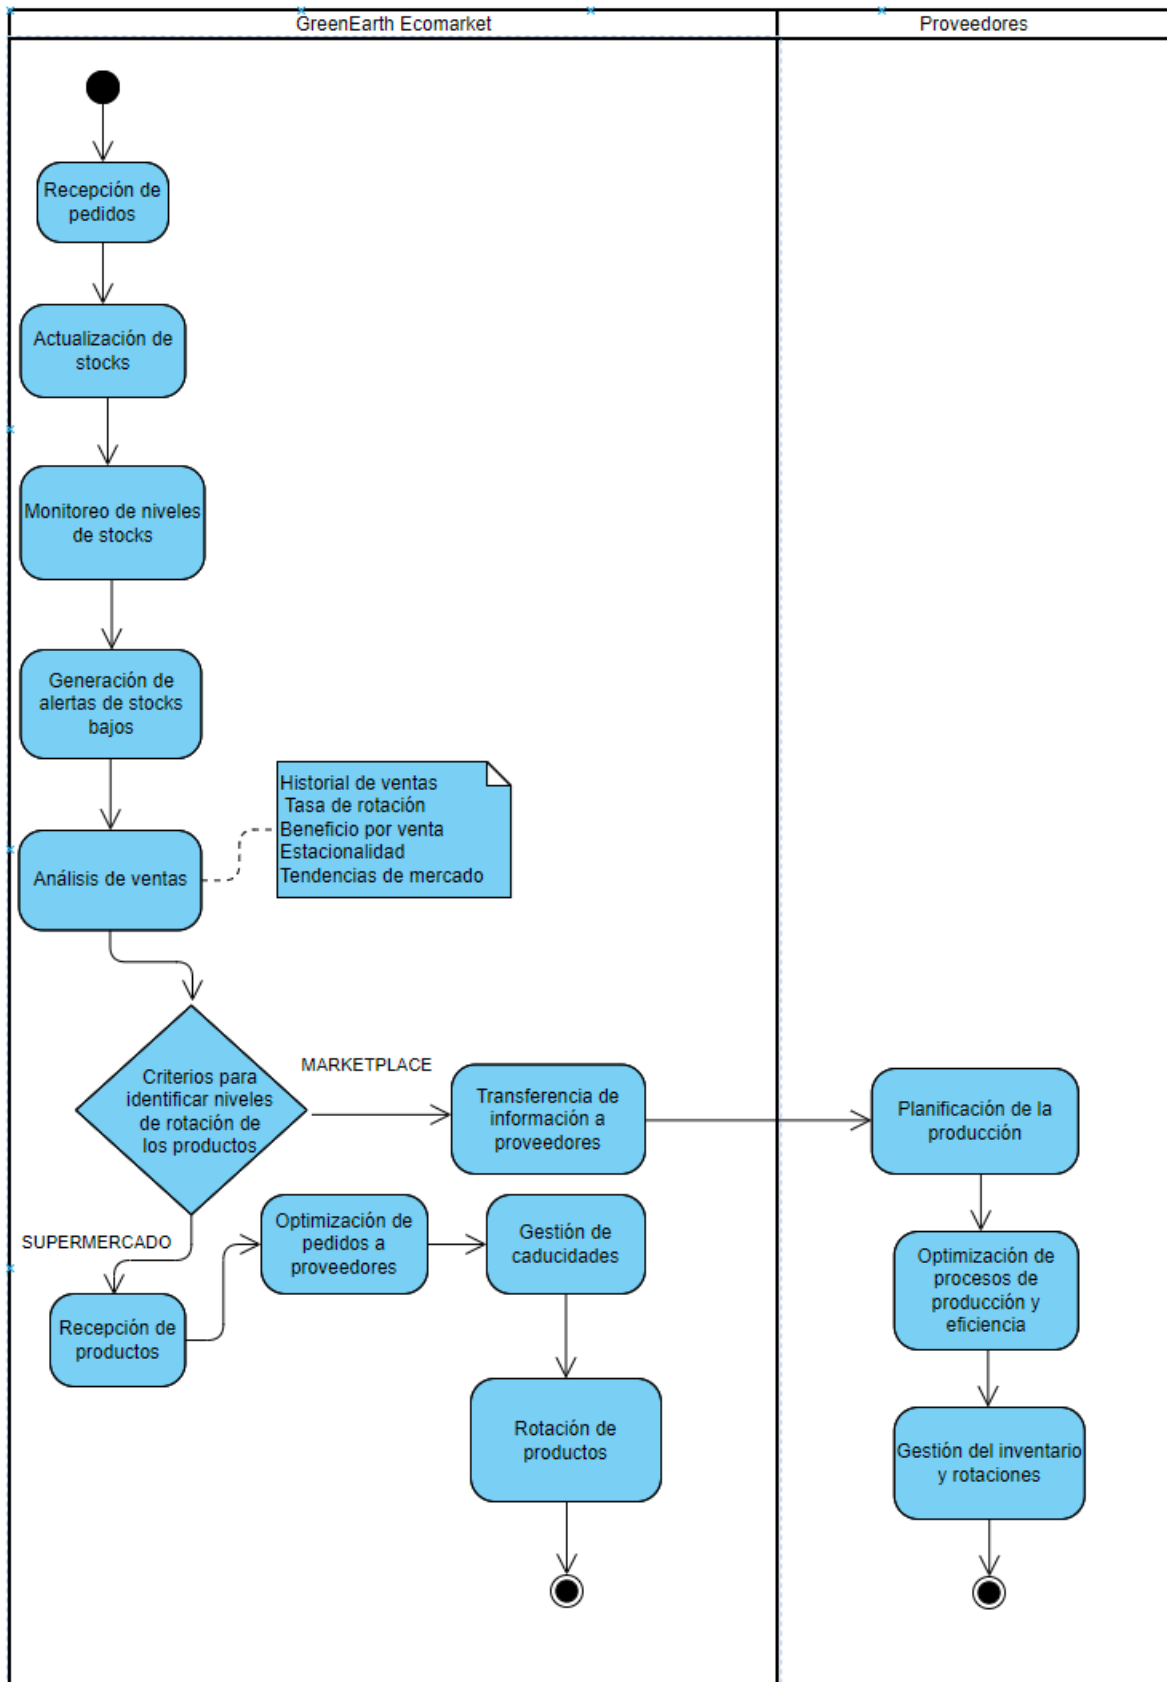 GreenEarth Ecomarket
Proveedores
Recepción de
pedidos
Actualización de
stocks
Monitoreo de niveles
de stocks
Generación de
alertas de stocks
bajos
Historial de ventas
Tasa de rotación
Beneficio por venta
Estacionalidad
Tendencias de mercado
Análisis de ventas
Criterios para
identificar niveles
de rotación de
los productos
MARKETPLACE
Transferencia de
información a
proveedores
Planificación de la
producción
SUPERMERCADO
Recepción de
productos
Optimización de
pedidos a
proveedores
Gestión de
caducidades
Rotación de
productos
Optimización de
procesos de
producción y
eficiencia
Gestión del inventario
y rotaciones